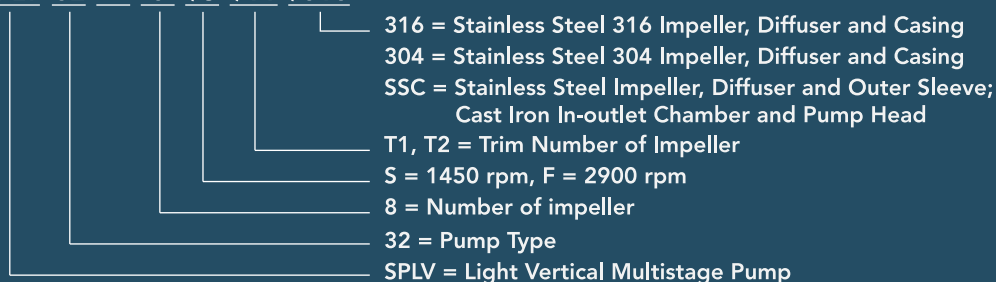 316 = Stainless Steel 316 Impeller, Diffuser and Casing
304 = Stainless Steel 304 Impeller, Diffuser and Casing
SSC = Stainless Steel Impeller, Diffuser and Outer Sleeve;
Cast Iron In-outlet Chamber and Pump Head
T1, T2 = Trim Number of Impeller
S = 1450 rpm, F = 2900 rpm
8 = Number of impeller
32 = Pump Type
SPLV = Light Vertical Multistage Pump